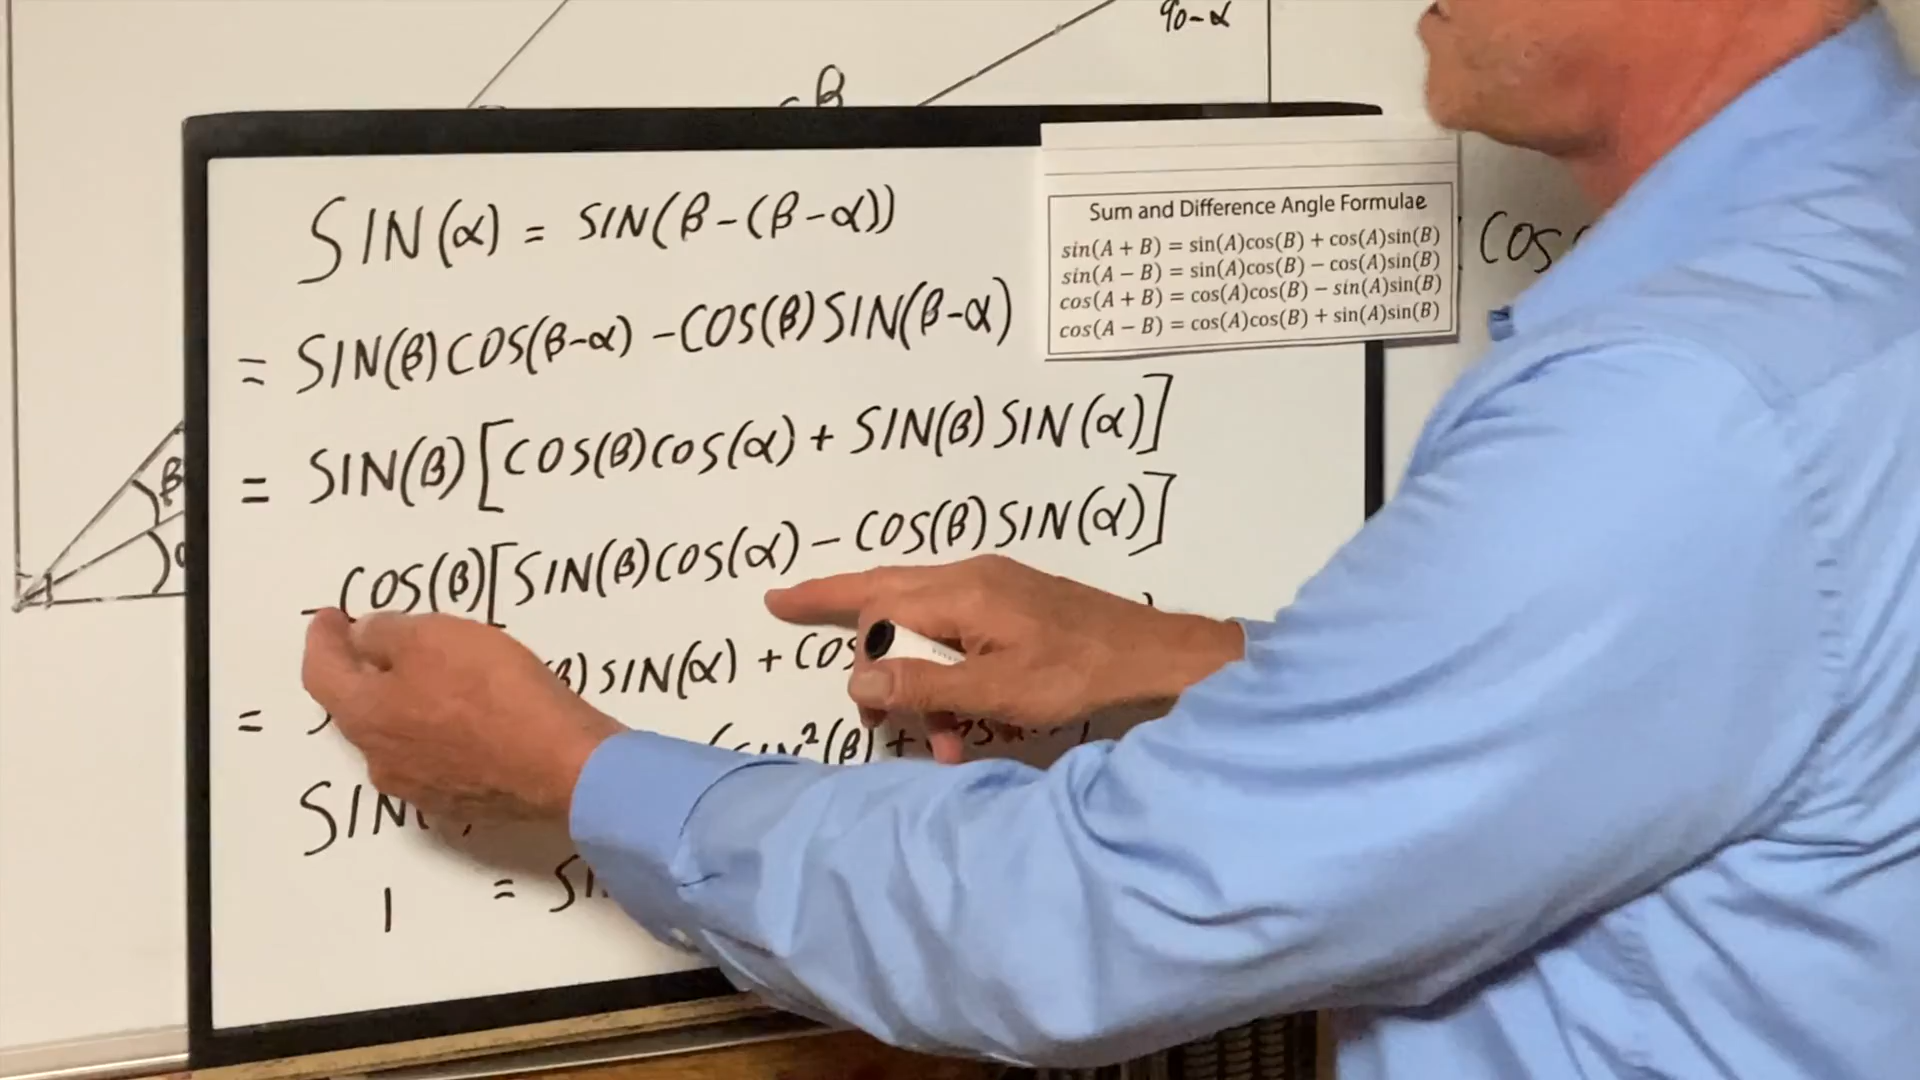 90-α
β
SIN(α) = SIN(β-(β-α))
= SIN(β)COS(β-α) -COS(β)SIN(β-α)
= SIN(β)[COS(β)COS(α) + SIN(β)SIN(α)]
-COS(β)[SIN(β)COS(α) - COS(β)SIN(α)]
SIN(α) + COS
= (β) +
SIN
1 =
Sum and Difference Angle Formulae
sin(A + B) = sin(A)cos(B) + cos(A)sin(B)
sin(A − B) = sin(A)cos(B) − cos(A)sin(B)
cos(A + B) = cos(A)cos(B) − sin(A)sin(B)
cos(A − B) = cos(A)cos(B) + sin(A)sin(B)
COS
β